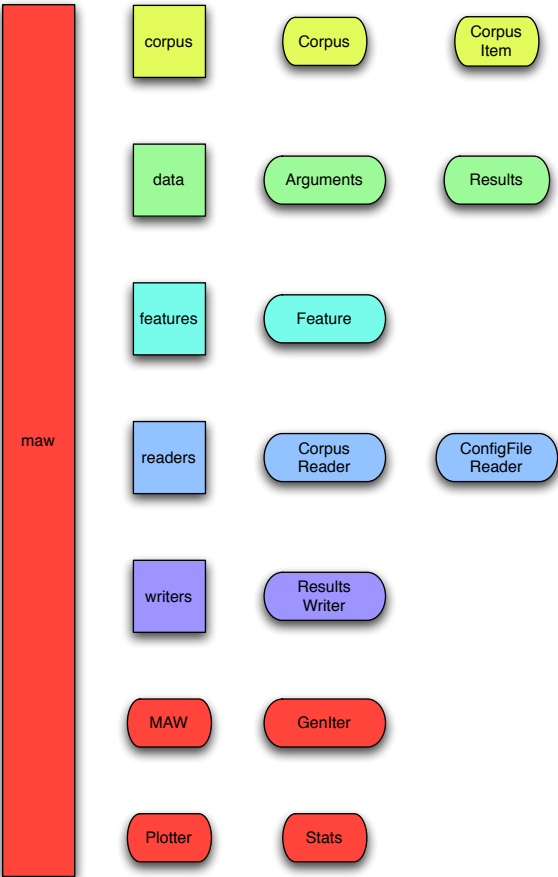 corpus
Corpus
Corpus
Item
data
Arguments
Results
features
Feature
maw
readers
Corpus
Reader
ConfigFile
Reader
writers
Results
Writer
MAW
GenIter
Plotter
Stats